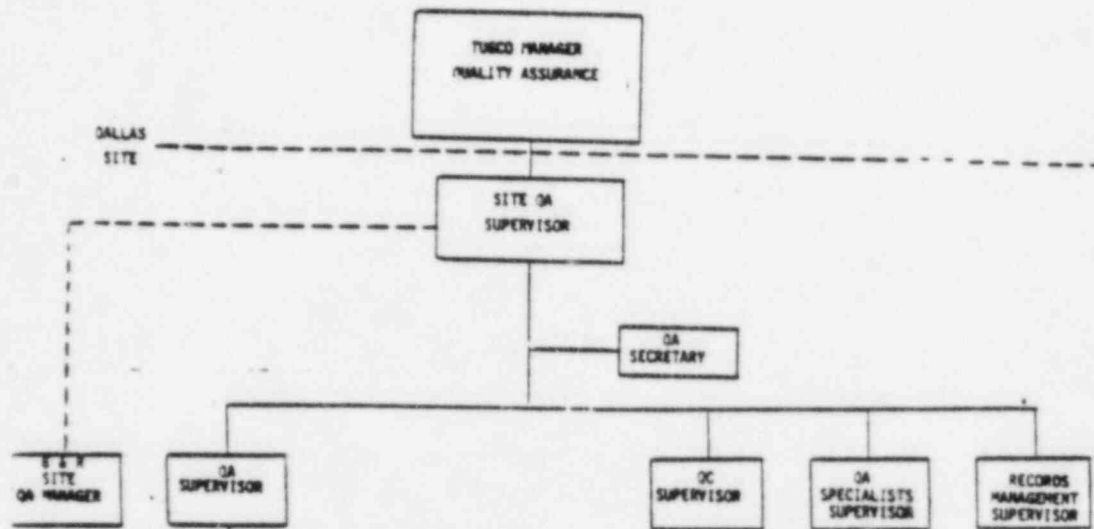 TUGCO MANAGER
QUALITY ASSURANCE
DALLAS
SITE
SITE QA
SUPERVISOR
QA
SECRETARY
B & R
SITE
QA MANAGER
QA
SUPERVISOR
QC
SUPERVISOR
QA
SPECIALISTS
SUPERVISOR
RECORDS
MANAGEMENT
SUPERVISOR